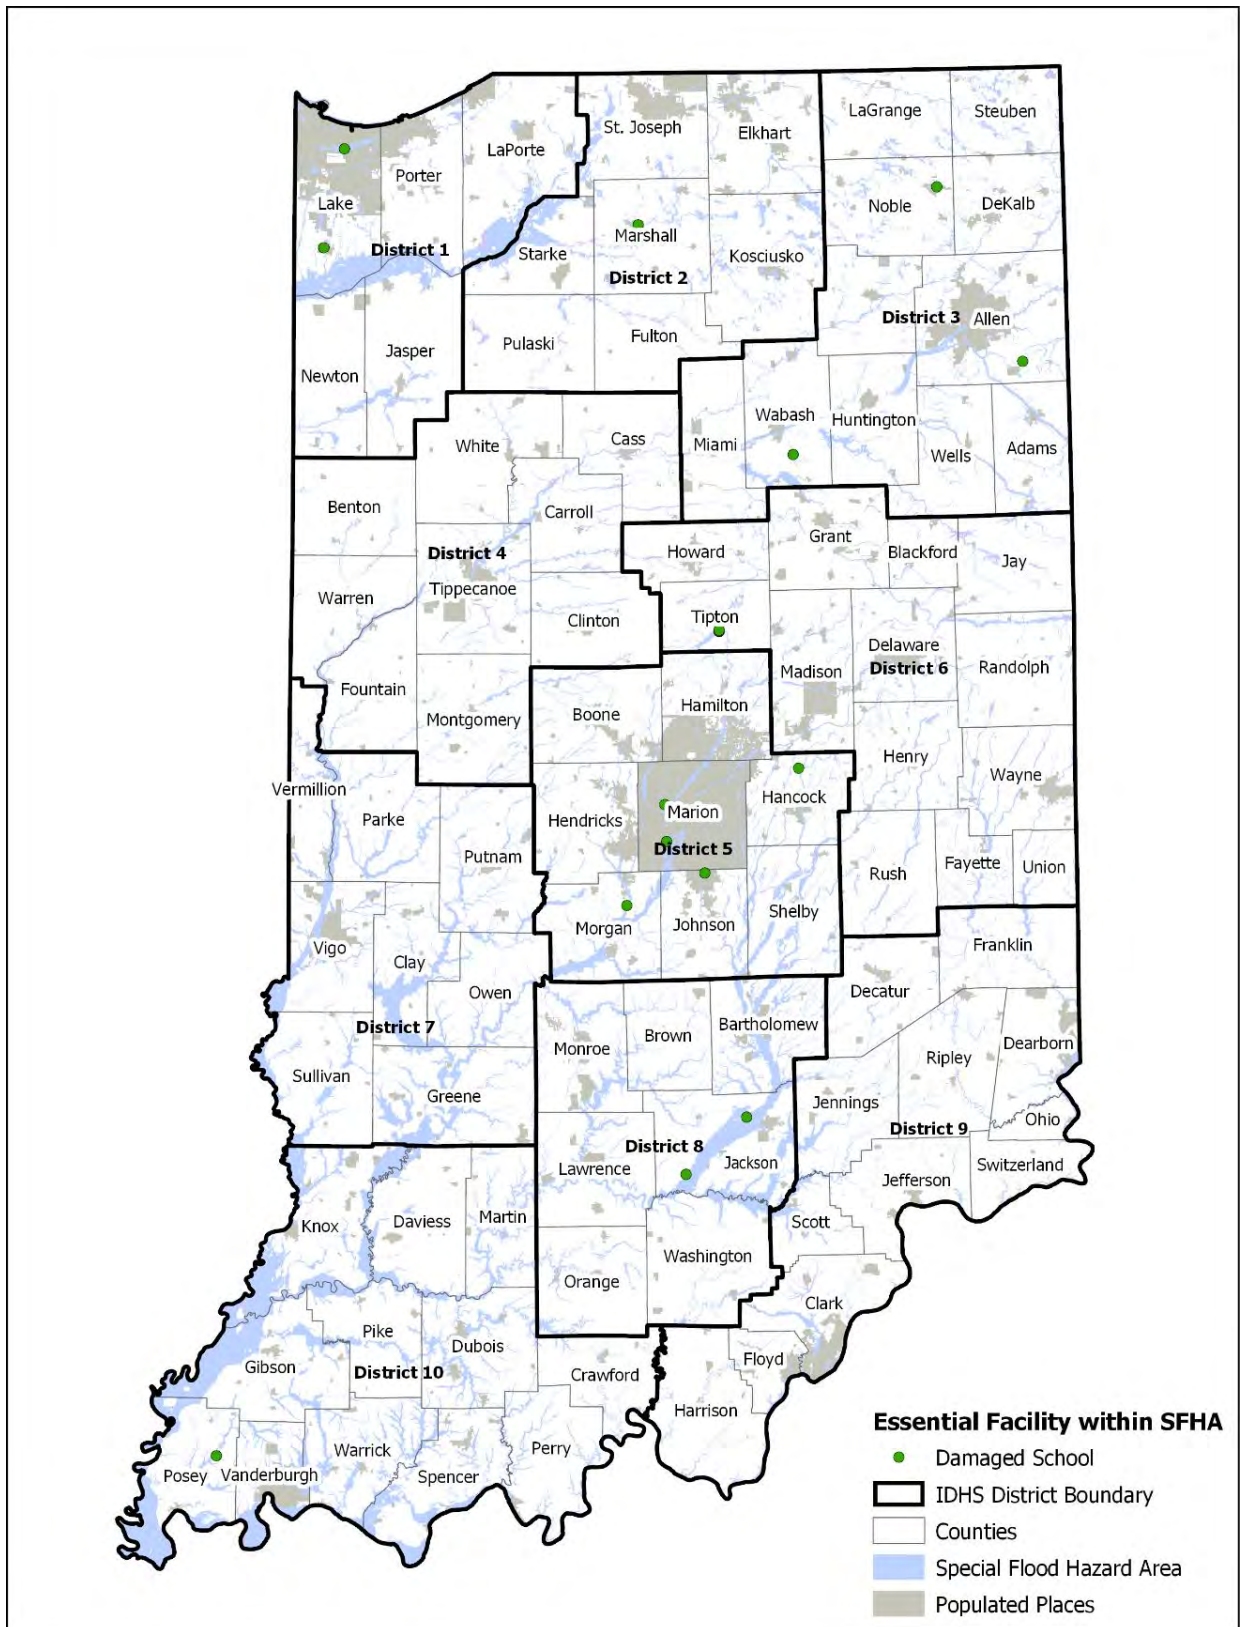 LaGrange
Steuben
St. Joseph
Elkhart
LaPorte
Porter
Lake
Noble
DeKalb
District 1
Marshall
Starke
Kosciusko
District 2
District 3
Allen
Pulaski
Fulton
Jasper
Newton
Wabash
Huntington
White
Cass
Miami
Wells
Adams
Benton
Carroll
Grant
District 4
Howard
Blackford
Jay
Tippecanoe
Warren
Clinton
Tipton
Delaware
District 6
Randolph
Madison
Fountain
Montgomery
Boone
Hamilton
Henry
Wayne
Vermillion
Hancock
Parke
Hendricks
Marion
District 5
Putnam
Rush
Fayette
Union
Vigo
Morgan
Johnson
Shelby
Franklin
Clay
Owen
Decatur
District 7
Monroe
Brown
Bartholomew
Dearborn
Sullivan
Greene
Ripley
Jennings
District 9
Ohio
District 8
Lawrence
Jackson
Jefferson
Switzerland
Knox
Daviess
Martin
Scott
Washington
Orange
Clark
Pike
Dubois
Gibson
District 10
Crawford
Floyd
Harrison
Warrick
Perry
Posey
Vanderburgh
Spencer
Essential Facility within SFHA
Damaged School
IDHS District Boundary
Counties
Special Flood Hazard Area
Populated Places